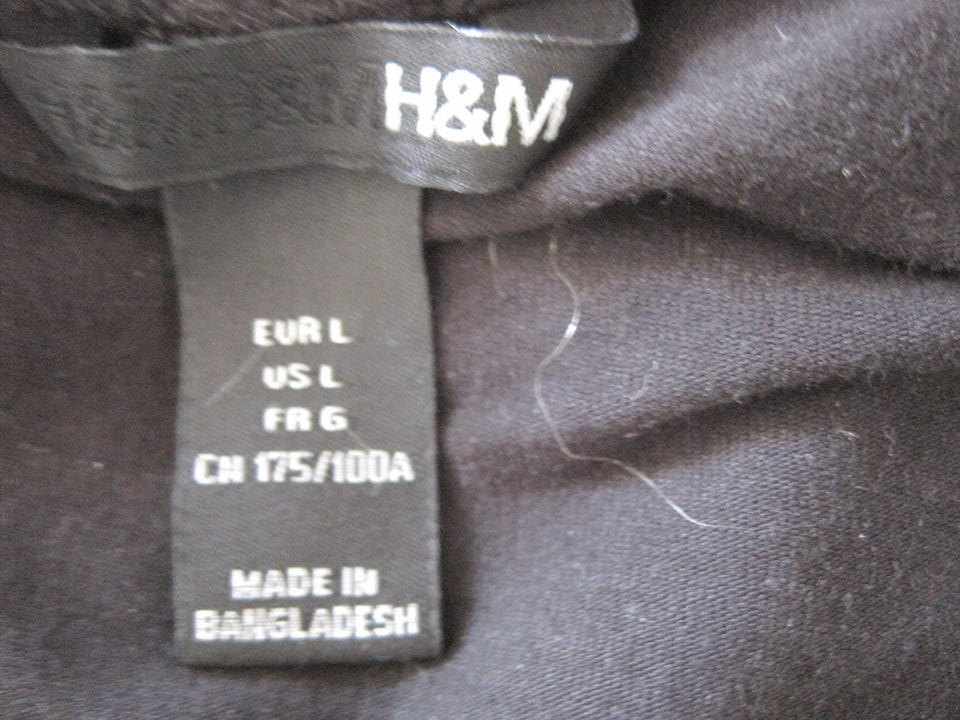 H&M
EUR L
US L
FR G
CN 175/100A
MADE IN
BANGLADESH